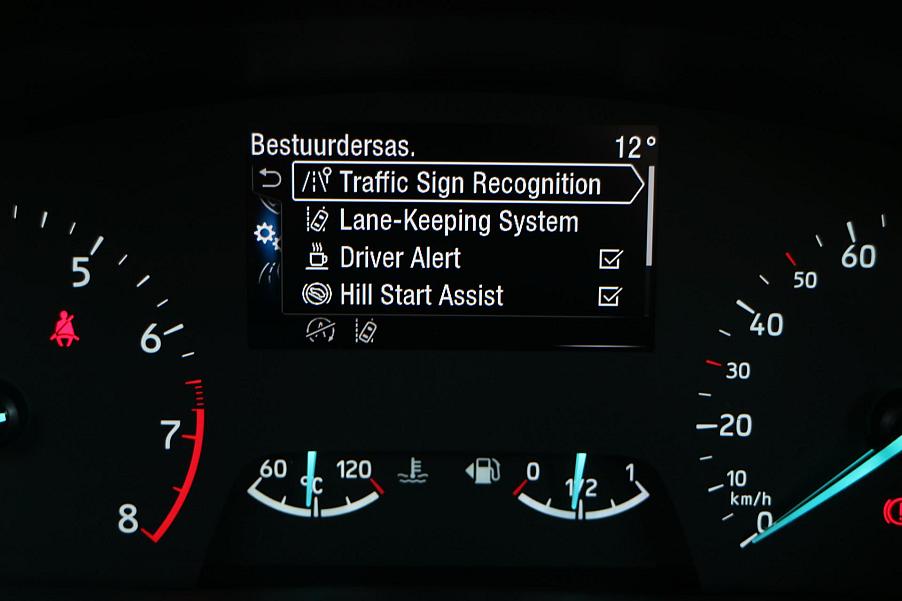 Bestuurdersas. 12°
Traffic Sign Recognition
Lane-Keeping System
Driver Alert
Hill Start Assist
5
6
7
8
60 120
°C
0 1/2 1
60
50
40
30
20
10
km/h
0